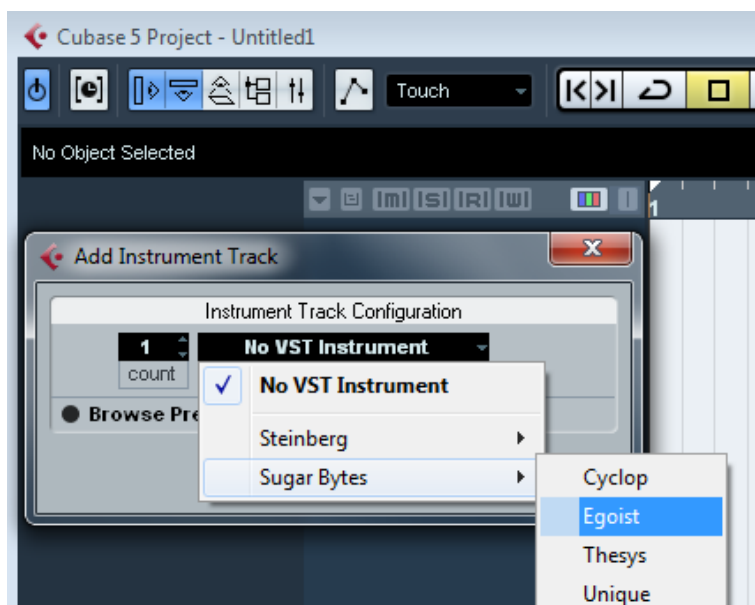 Cubase 5 Project - Untitled1
Touch
No Object Selected
[m] [S] [R] [W]
1
Add Instrument Track
Instrument Track Configuration
1 No VST Instrument
count
No VST Instrument
Browse Pre
Steinberg
Sugar Bytes
Cyclop
Egoist
Thesys
Unique